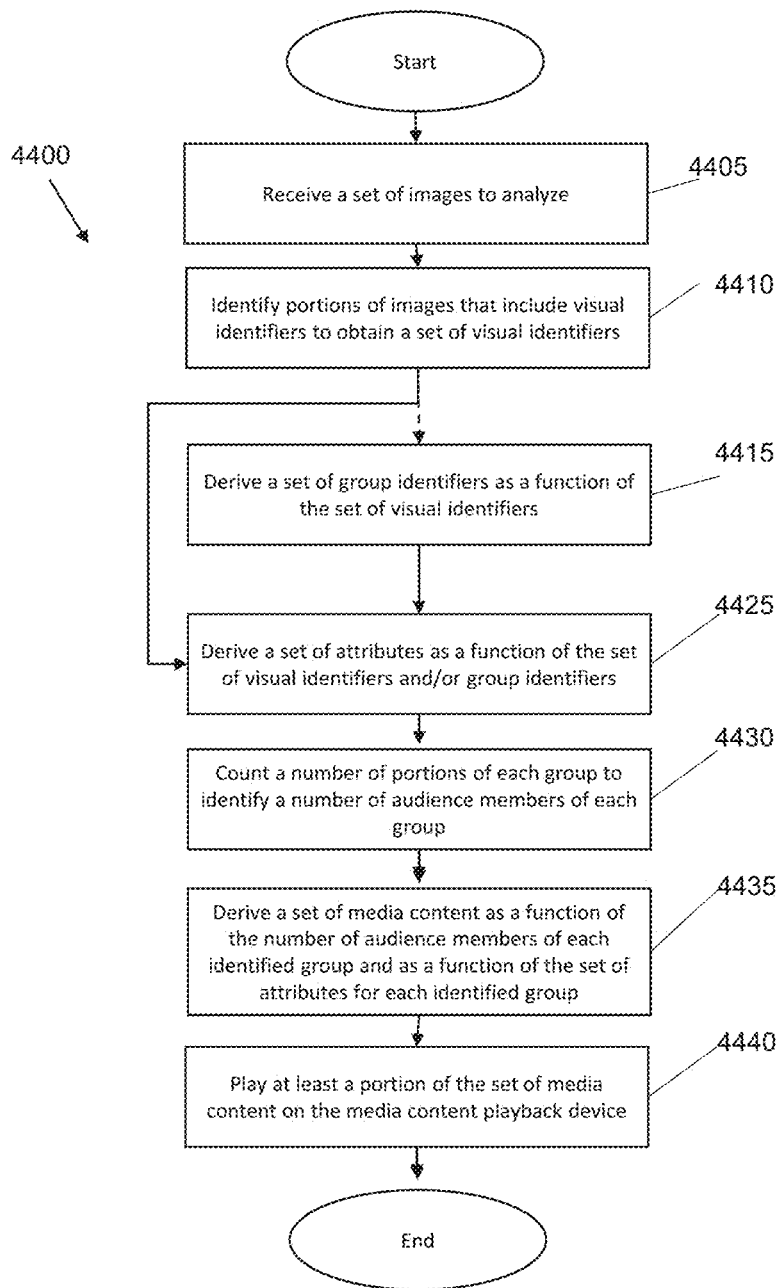 Start
4400
4405
Receive a set of images to analyze
4410
Identify portions of images that include visual
identifiers to obtain a set of visual identifiers
4415
Derive a set of group identifiers as a function of
the set of visual identifiers
4425
Derive a set of attributes as a function of the set
of visual identifiers and/or group identifiers
4430
Count a number of portions of each group to
identify a number of audience members of each
group
4435
Derive a set of media content as a function of
the number of audience members of each
identified group and as a function of the set of
attributes for each identified group
4440
Play at least a portion of the set of media
content on the media content playback device
End